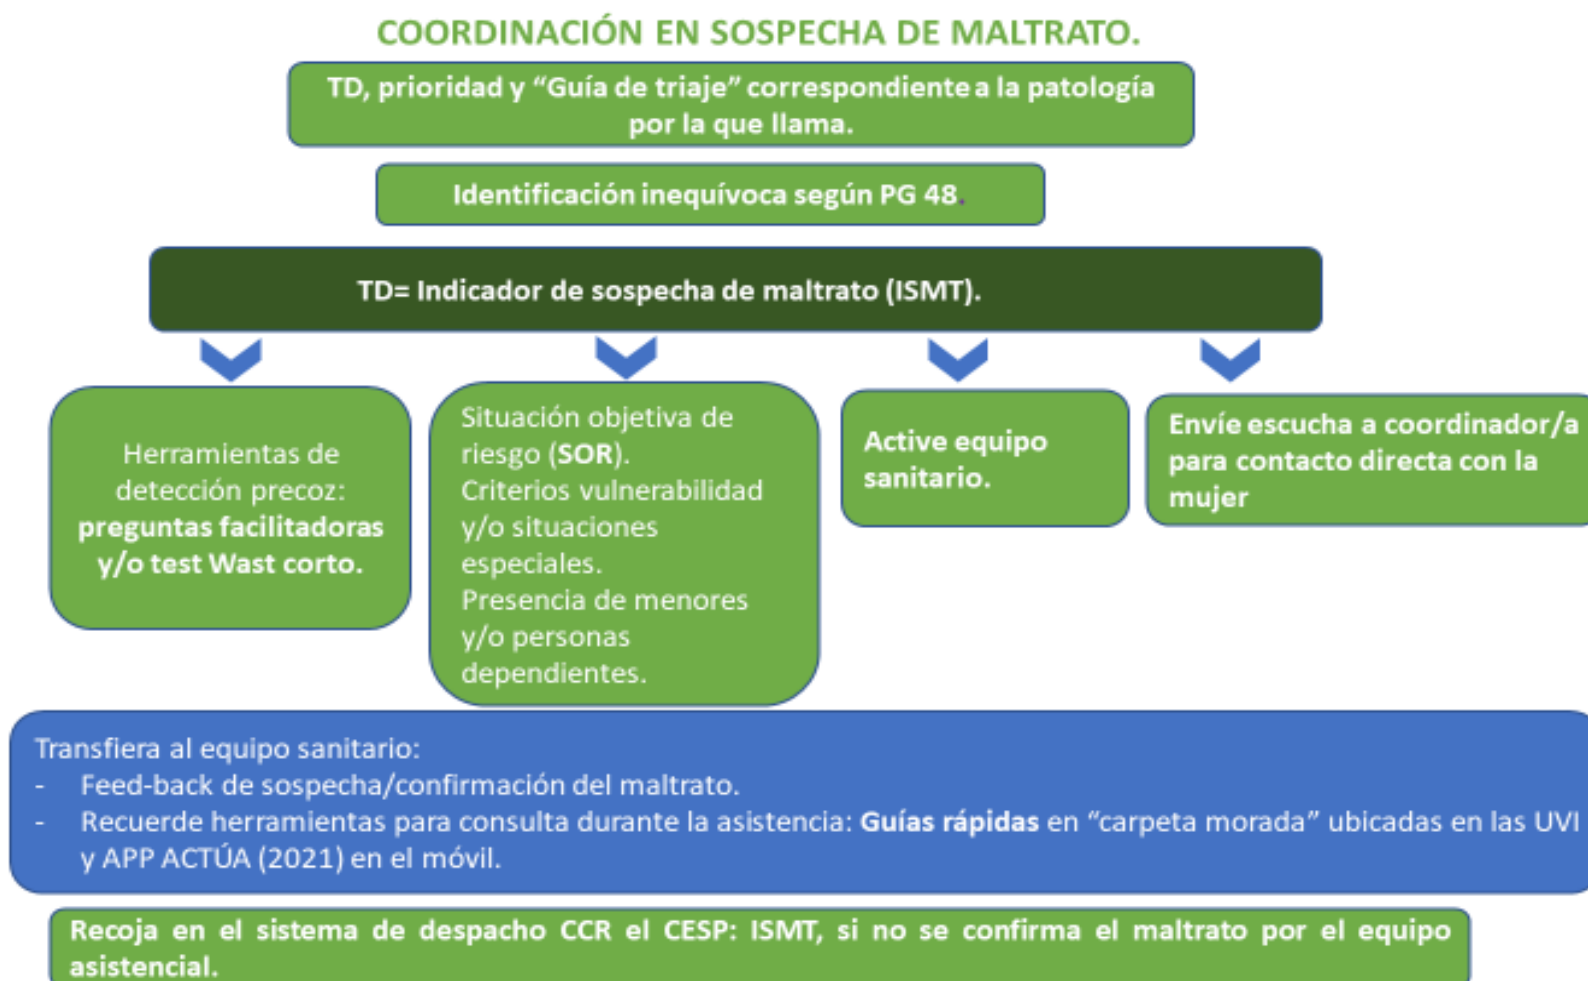 COORDINACIÓN EN SOSPECHA DE MALTRATO.
TD, prioridad y “Guía de triaje” correspondiente a la patología
por la que llama.
Identificación inequívoca según PG 48.
TD= Indicador de sospecha de maltrato (ISMT).
Herramientas de
detección precoz:
preguntas facilitadoras
y/o test Wast corto.
Situación objetiva de
riesgo (SOR).
Criterios vulnerabilidad
y/o situaciones
especiales.
Presencia de menores
y/o personas
dependientes.
Active equipo
sanitario.
Envíe escucha a coordinador/a
para contacto directa con la
mujer
Transfiera al equipo sanitario:
- Feed-back de sospecha/confirmación del maltrato.
- Recuerde herramientas para consulta durante la asistencia: Guías rápidas en “carpeta morada” ubicadas en las UVI
y APP ACTÚA (2021) en el móvil.
Recoja en el sistema de despacho CCR el CESP: ISMT, si no se confirma el maltrato por el equipo
asistencial.